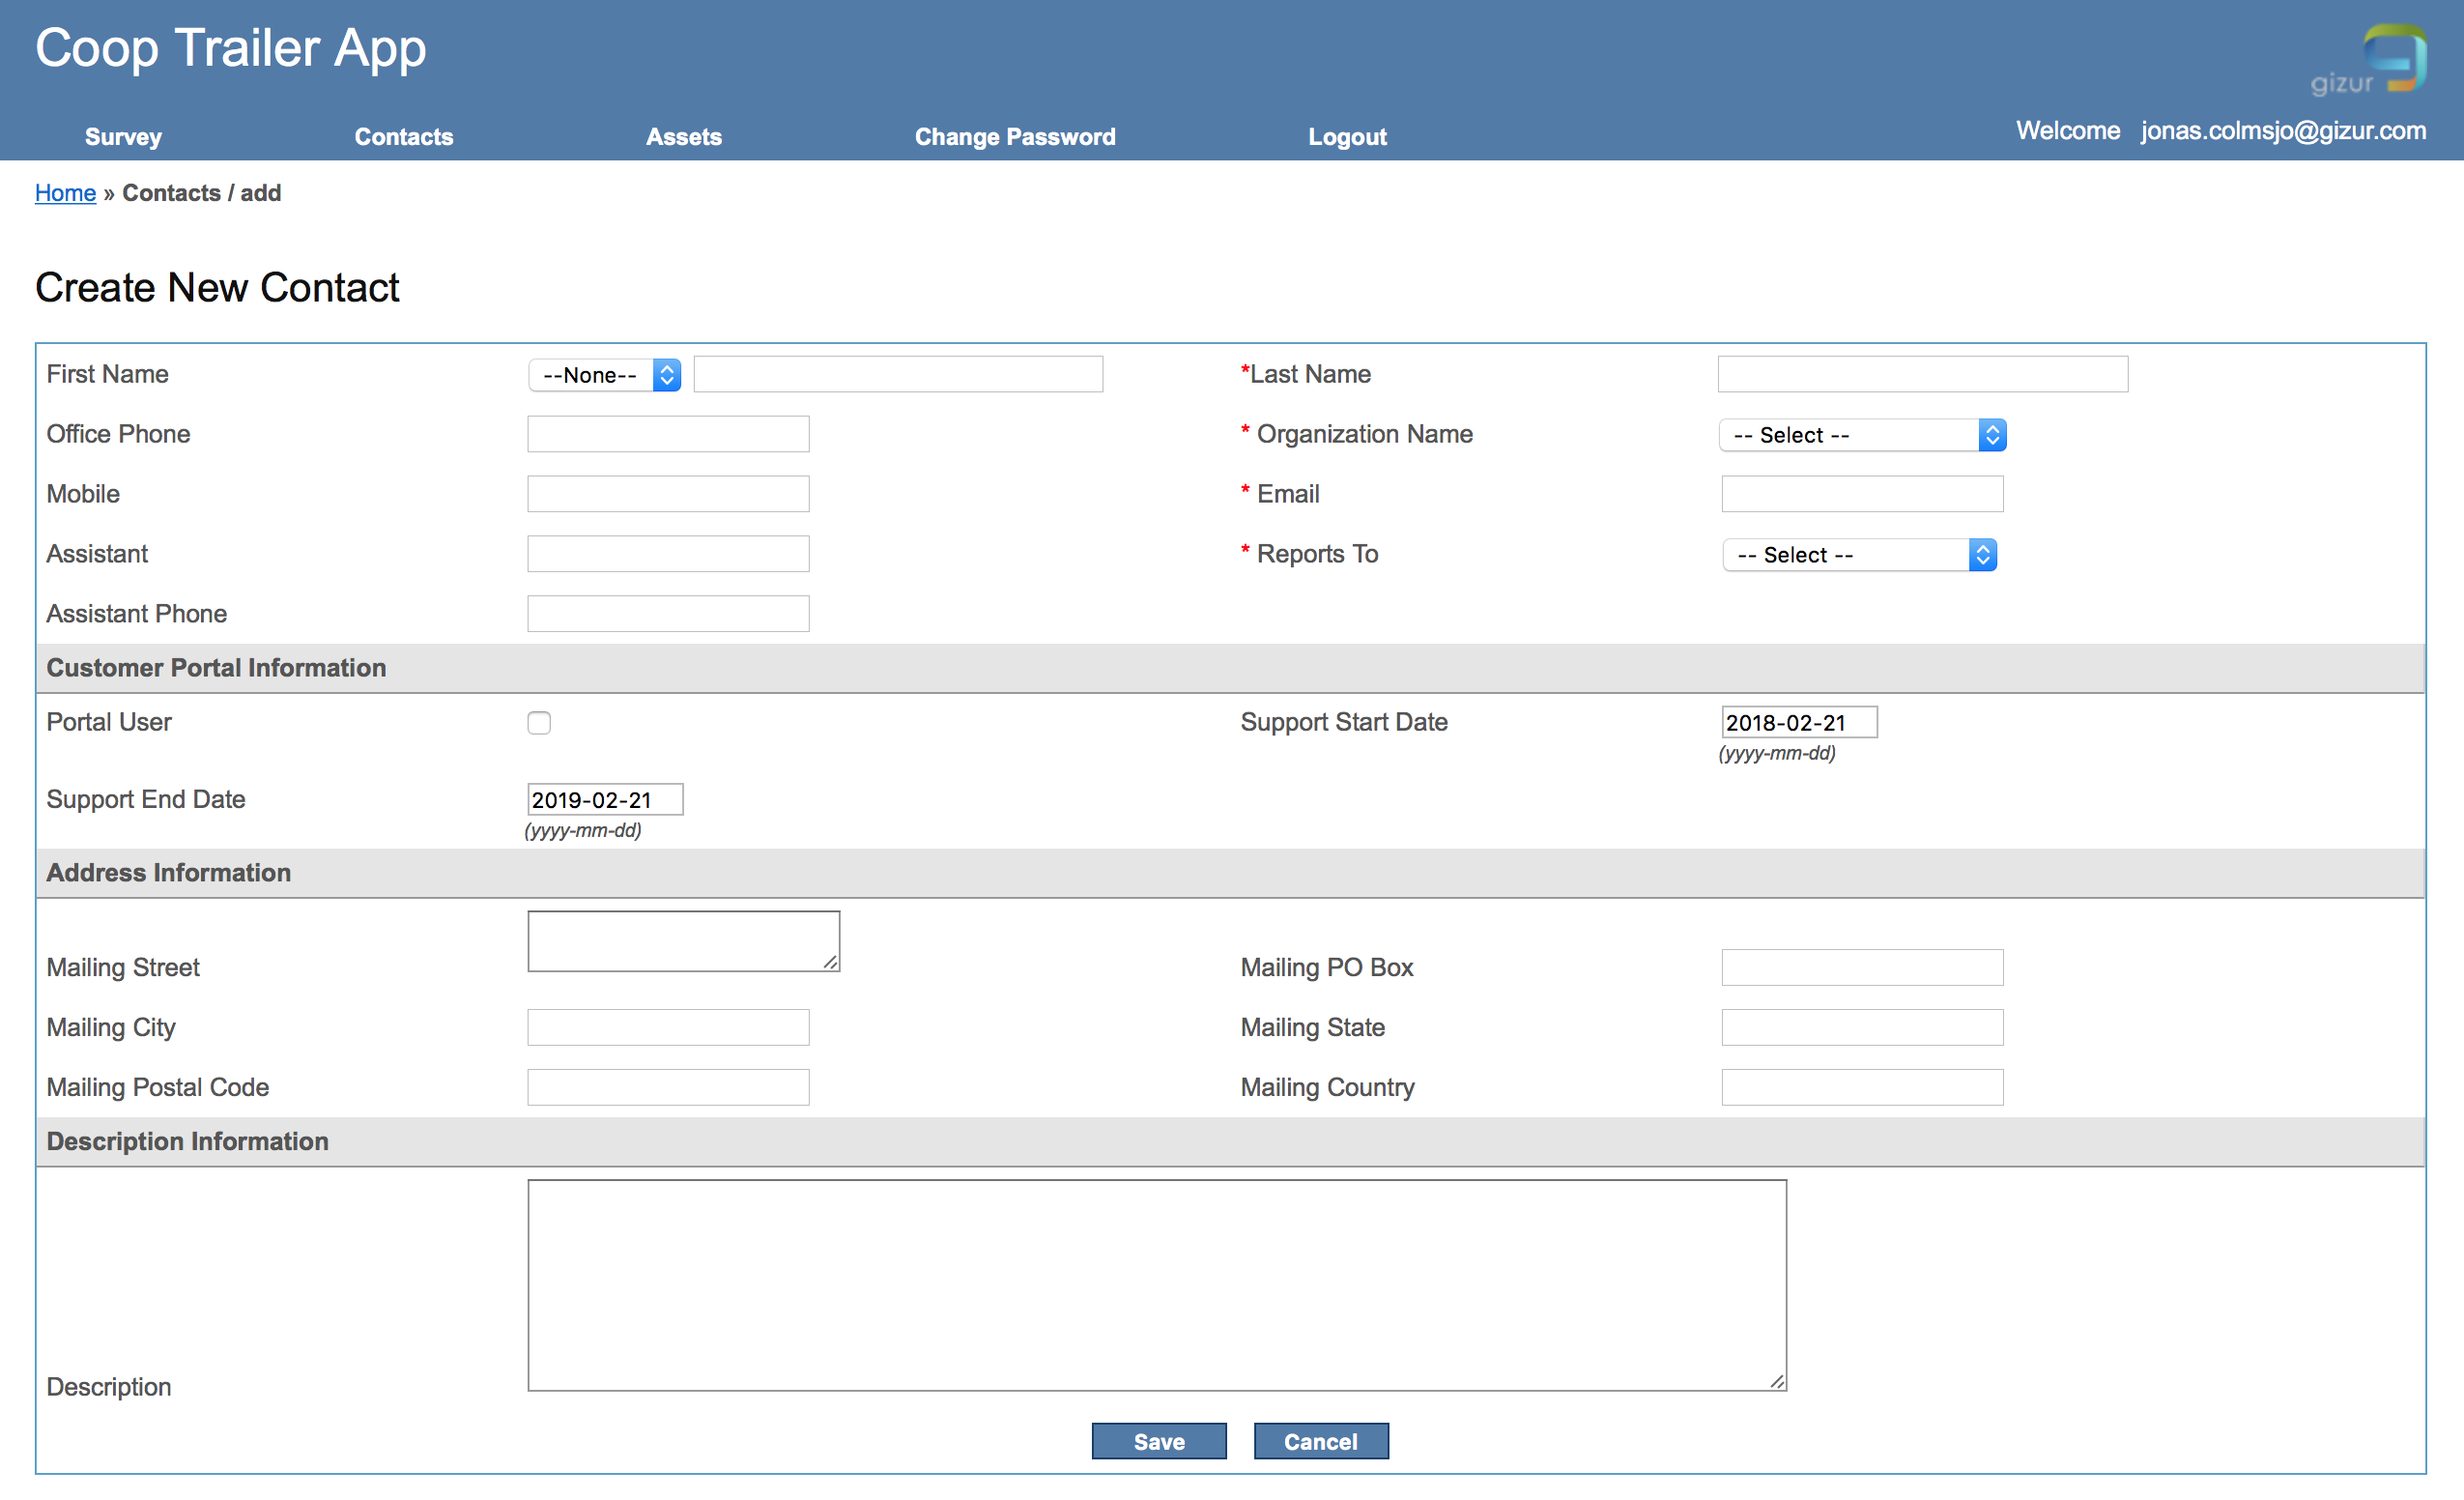 Coop Trailer App
gizur
Survey Contacts Assets Change Password Logout Welcome jonas.colmsjo@gizur.com
Home » Contacts / add
Create New Contact
First Name --None-- *Last Name
Office Phone * Organization Name -- Select --
Mobile * Email
Assistant * Reports To -- Select --
Assistant Phone
Customer Portal Information
Portal User Support Start Date 2018-02-21
(yyyy-mm-dd)
Support End Date 2019-02-21
(yyyy-mm-dd)
Address Information
Mailing Street Mailing PO Box
Mailing City Mailing State
Mailing Postal Code Mailing Country
Description Information
Description
Save Cancel